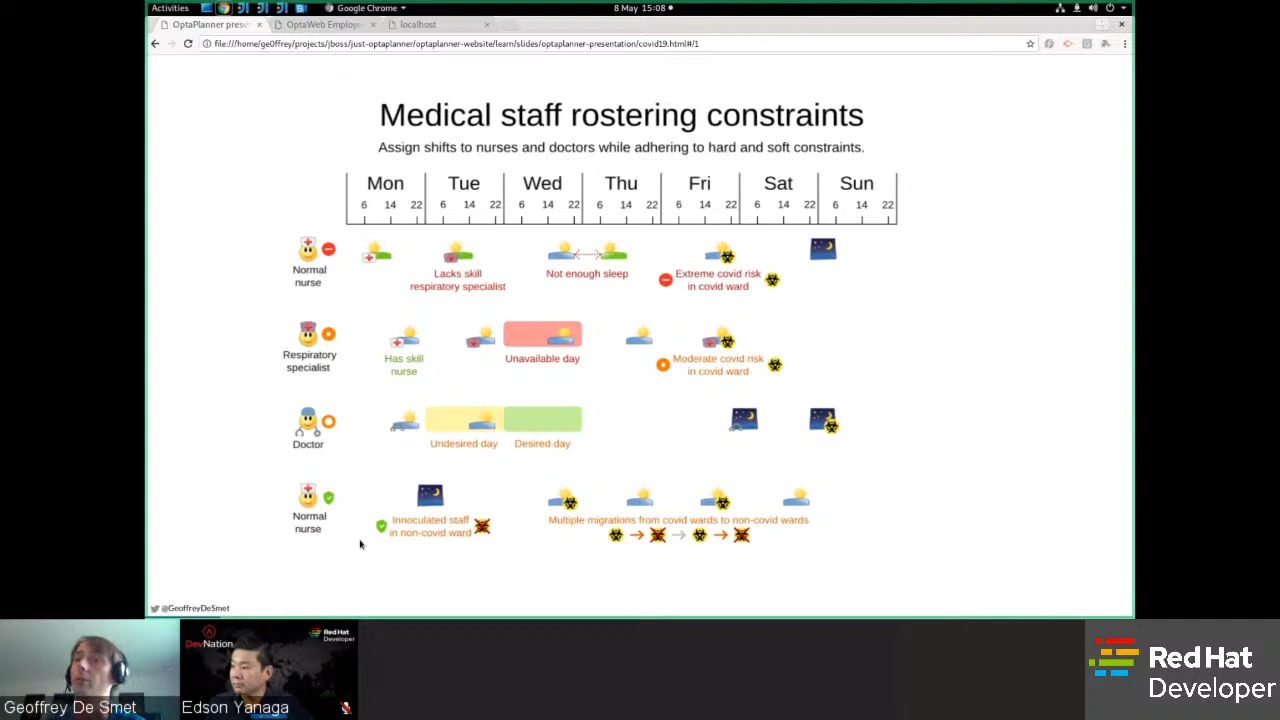 Activities
Google Chrome
8 May 15:08
OptaPlanner prese
OptaWeb Employe
localhost
file:///home/ge0ffrey/projects/jboss/just-optaplanner/optaplanner-website/learn/slides/optaplanner-presentation/covid19.html#/1
Medical staff rostering constraints
Assign shifts to nurses and doctors while adhering to hard and soft constraints.
Mon Tue Wed Thu Fri Sat Sun
6 14 22 6 14 22 6 14 22 6 14 22 6 14 22 6 14 22 6 14 22
Normal
nurse
Lacks skill
respiratory specialist
Not enough sleep
Extreme covid risk
in covid ward
Respiratory
specialist
Has skill
nurse
Unavailable day
Moderate covid risk
in covid ward
Doctor
Undesired day
Desired day
Normal
nurse
Innoculated staff
in non-covid ward
Multiple migrations from covid wards to non-covid wards
@GeoffreyDeSmet
Geoffrey De Smet
DevNation
Red Hat
Developer
Edson Yanaga
Red Hat
Developer